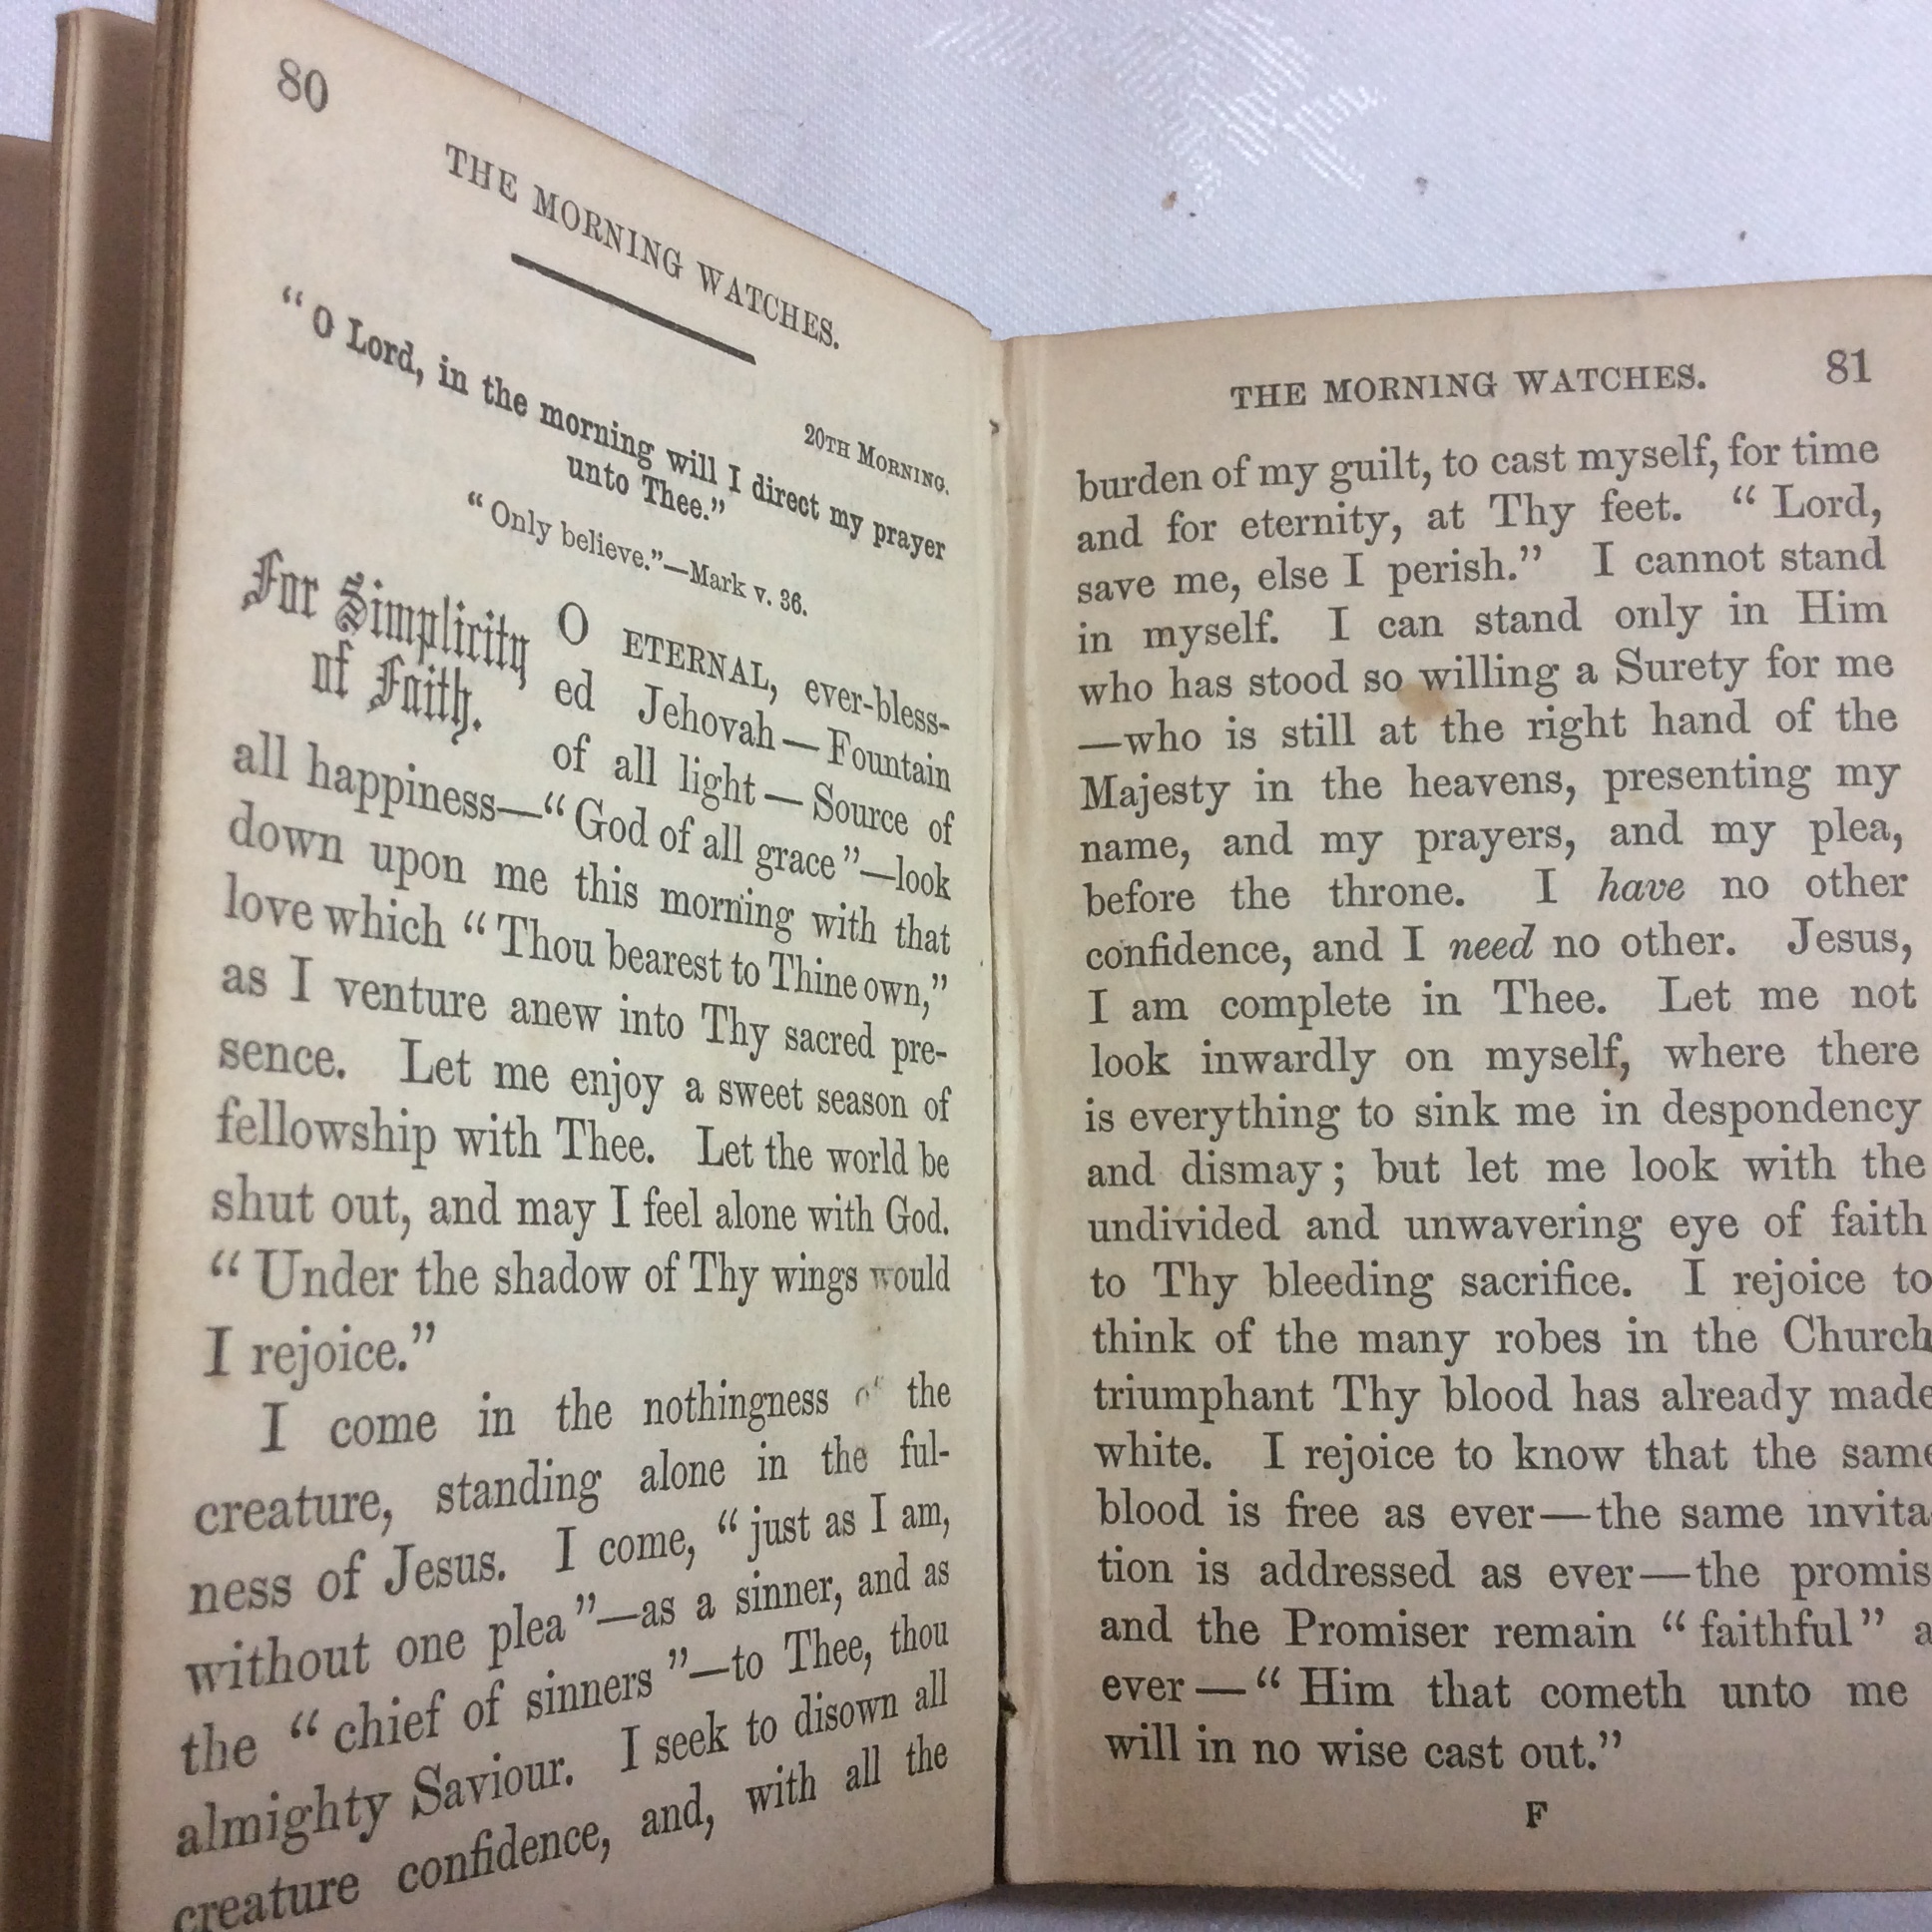 80
THE MORNING WATCHES.
20TH MORNING.
"O Lord, in the morning will I direct my prayer
unto Thee."
"Only believe."—Mark v. 36.
For Simplicity
of Faith.
O ETERNAL, ever-bless-
ed Jehovah—Fountain
of all light—Source of
all happiness—"God of all grace"—look
down upon me this morning with that
love which "Thou bearest to Thine own,"
as I venture anew into Thy sacred pre-
sence. Let me enjoy a sweet season of
fellowship with Thee. Let the world be
shut out, and may I feel alone with God.
"Under the shadow of Thy wings would
I rejoice."
I come in the nothingness of the
creature, standing alone in the ful-
ness of Jesus. I come, "just as I am,
without one plea"—as a sinner, and as
the "chief of sinners"—to Thee, thou
almighty Saviour. I seek to disown all
creature confidence, and, with all the
THE MORNING WATCHES. 81
burden of my guilt, to cast myself, for time
and for eternity, at Thy feet. "Lord,
save me, else I perish." I cannot stand
in myself. I can stand only in Him
who has stood so willing a Surety for me
—who is still at the right hand of the
Majesty in the heavens, presenting my
name, and my prayers, and my plea,
before the throne. I have no other
confidence, and I need no other. Jesus,
I am complete in Thee. Let me not
look inwardly on myself, where there
is everything to sink me in despondency
and dismay; but let me look with the
undivided and unwavering eye of faith
to Thy bleeding sacrifice. I rejoice to
think of the many robes in the Church
triumphant Thy blood has already made
white. I rejoice to know that the same
blood is free as ever—the same invita-
tion is addressed as ever—the promis
and the Promiser remain "faithful" a
ever—"Him that cometh unto me
will in no wise cast out."
F